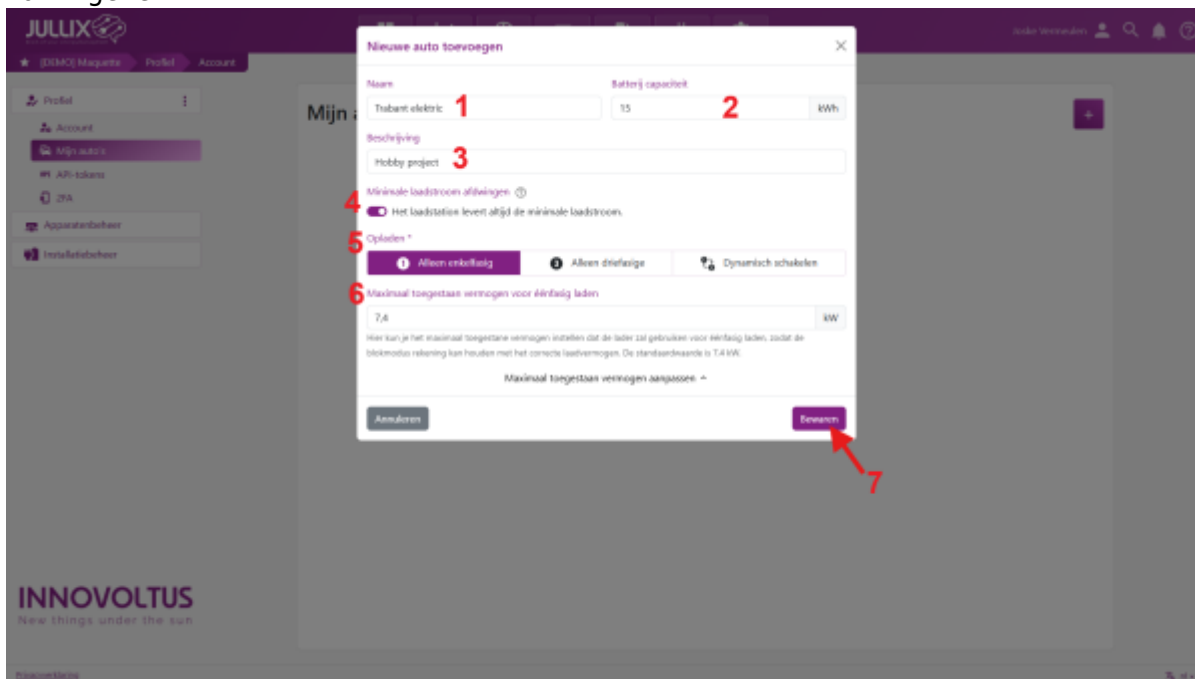 JULLIX
Joske Vermeulen
[DEMO] Maquette Profiel Account
Profiel
Account
Mijn auto's
API-tokens
2FA
Apparatenbeheer
Installatiebeheer
Mijn
Nieuwe auto toevoegen
Naam
Batterij capaciteit
Trabant elektric 1
15 2 kWh
Beschrijving
Hobby project 3
Minimale laadstroom afdwingen
4 Het laadstation levert altijd de minimale laadstroom.
5 Opladen *
1 Alleen enkelfasig 3 Alleen driefasige Dynamisch schakelen
6 Maximaal toegestaan vermogen voor éénfasig laden
7,4 kW
Hier kun je het maximaal toegestane vermogen instellen dat de lader zal gebruiken voor éénfasig laden, zodat de
blokmodus rekening kan houden met het correcte laadvermogen. De standaardwaarde is 7.4 kW.
Maximaal toegestaan vermogen aanpassen
Annuleren Bewaren
7
INNOVOLTUS
New things under the sun
Privacyverklaring